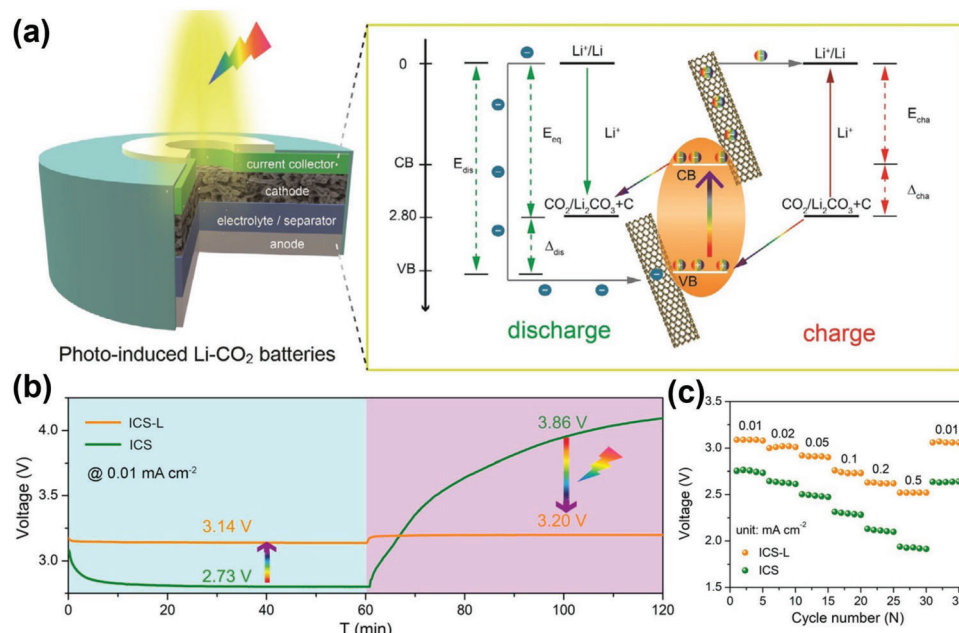 (a)
current collector
cathode
electrolyte / separator
anode
Photo-induced Li-CO₂ batteries
0
CB
2.80
VB
E_dis
E_eq.
Δ_dis
Li⁺/Li
Li⁺
CO₂/Li₂CO₃+C
CB
VB
Li⁺/Li
Li⁺
CO₂/Li₂CO₃+C
E_cha
Δ_cha
discharge
charge
(b)
Voltage (V)
4.25
3.50
3.00
ICS-L
ICS
@ 0.01 mA cm⁻²
3.14 V
2.73 V
3.86 V
3.20 V
0
20
40
60
80
100
120
T (min)
(c)
Voltage (V)
3.5
3.0
2.5
2.0
1.5
0.01
0.02
0.05
0.1
0.2
0.5
0.01
unit: mA cm⁻²
ICS-L
ICS
0
5
10
15
20
25
30
35
Cycle number (N)